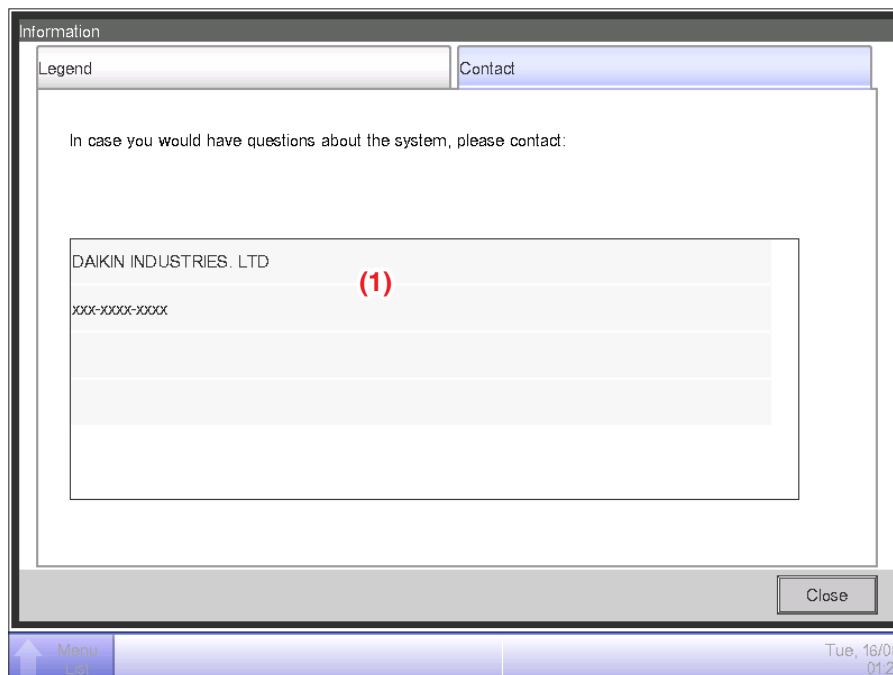 Information
Legend
Contact
In case you would have questions about the system, please contact:
DAIKIN INDUSTRIES. LTD
(1)
xxx-xxxx-xxxx
Close
Menu
List
Tue, 16/0
01:2